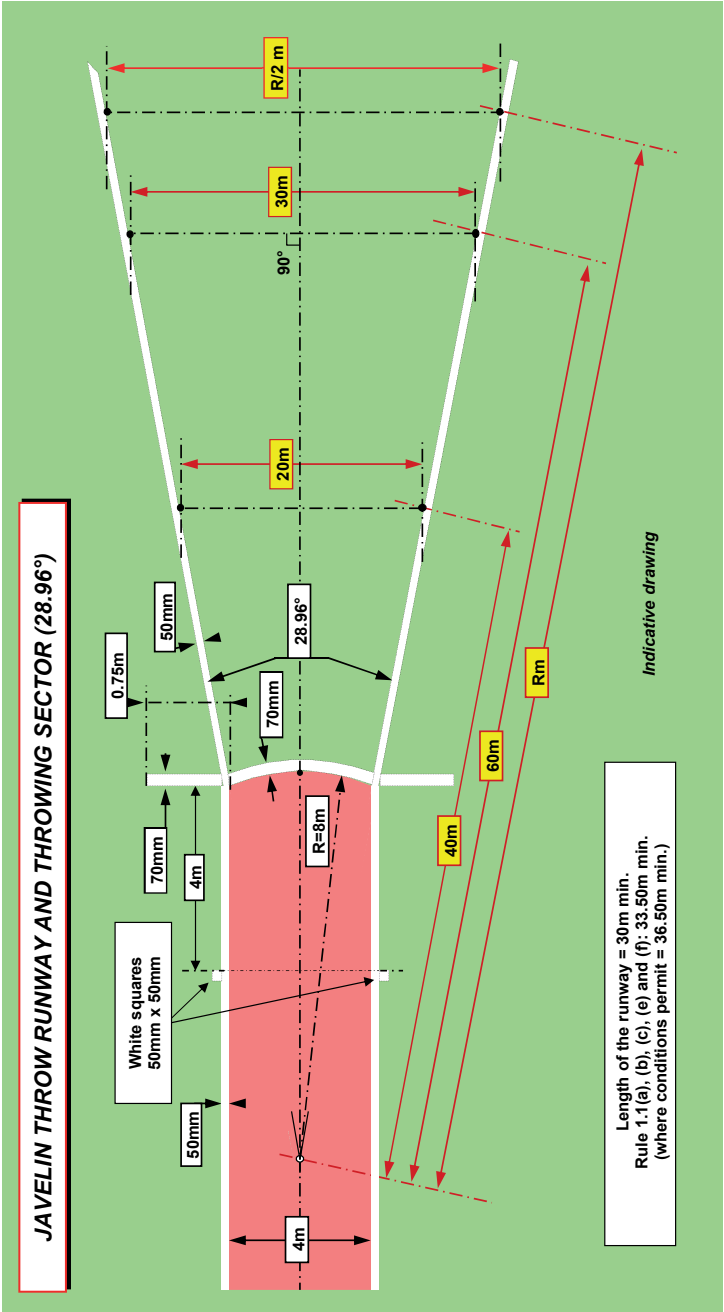 JAVELIN THROW RUNWAY AND THROWING SECTOR (28.96°)
0.75m
50mm
70mm
4m
White squares
50mm x 50mm
50mm
4m
R=8m
70mm
28.96°
20m
90°
30m
R/2 m
40m
60m
Rm
Indicative drawing
Length of the runway = 30m min.
Rule 1.1(a), (b), (c), (e) and (f): 33.50m min.
(where conditions permit = 36.50m min.)